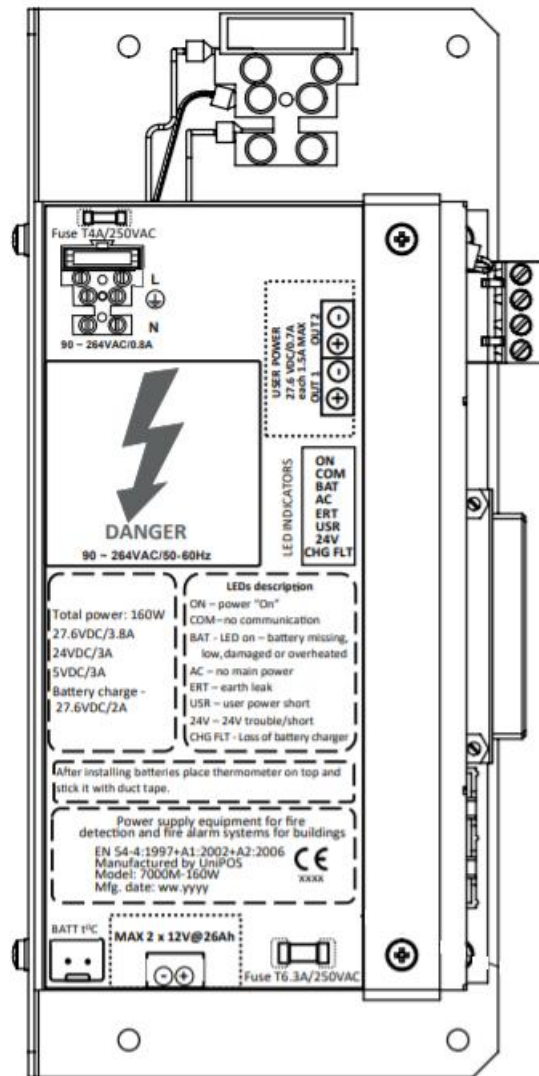 Fuse T4A/250VAC
L
N
90 ~ 264VAC/0.8A
USER POWER
27.6 VDC/0.7A
each 1.5A MAX
OUT 1 OUT2
DANGER
90 ~ 264VAC/50-60Hz
LED INDICATORS
ON
COM
BAT
AC
ERT
USR
24V
CHG FLT
Total power: 160W
27.6VDC/3.8A
24VDC/3A
5VDC/3A
Battery charge -
27.6VDC/2A
LEDs description
ON – power "On"
COM – no communication
BAT - LED on – battery missing,
low, damaged or overheated
AC – no main power
ERT – earth leak
USR – user power short
24V – 24V trouble/short
CHG FLT - Loss of battery charger
After installing batteries place thermometer on top and
stick it with duct tape.
Power supply equipment for fire
detection and fire alarm systems for buildings
EN 54-4:1997+A1:2002+A2:2006
Manufactured by UniPOS
Model: 7000M-160W
Mfg. date: ww.yyyy
CE
xxxx
BATT t⁰C
MAX 2 x 12V@26Ah
- +
Fuse T6.3A/250VAC